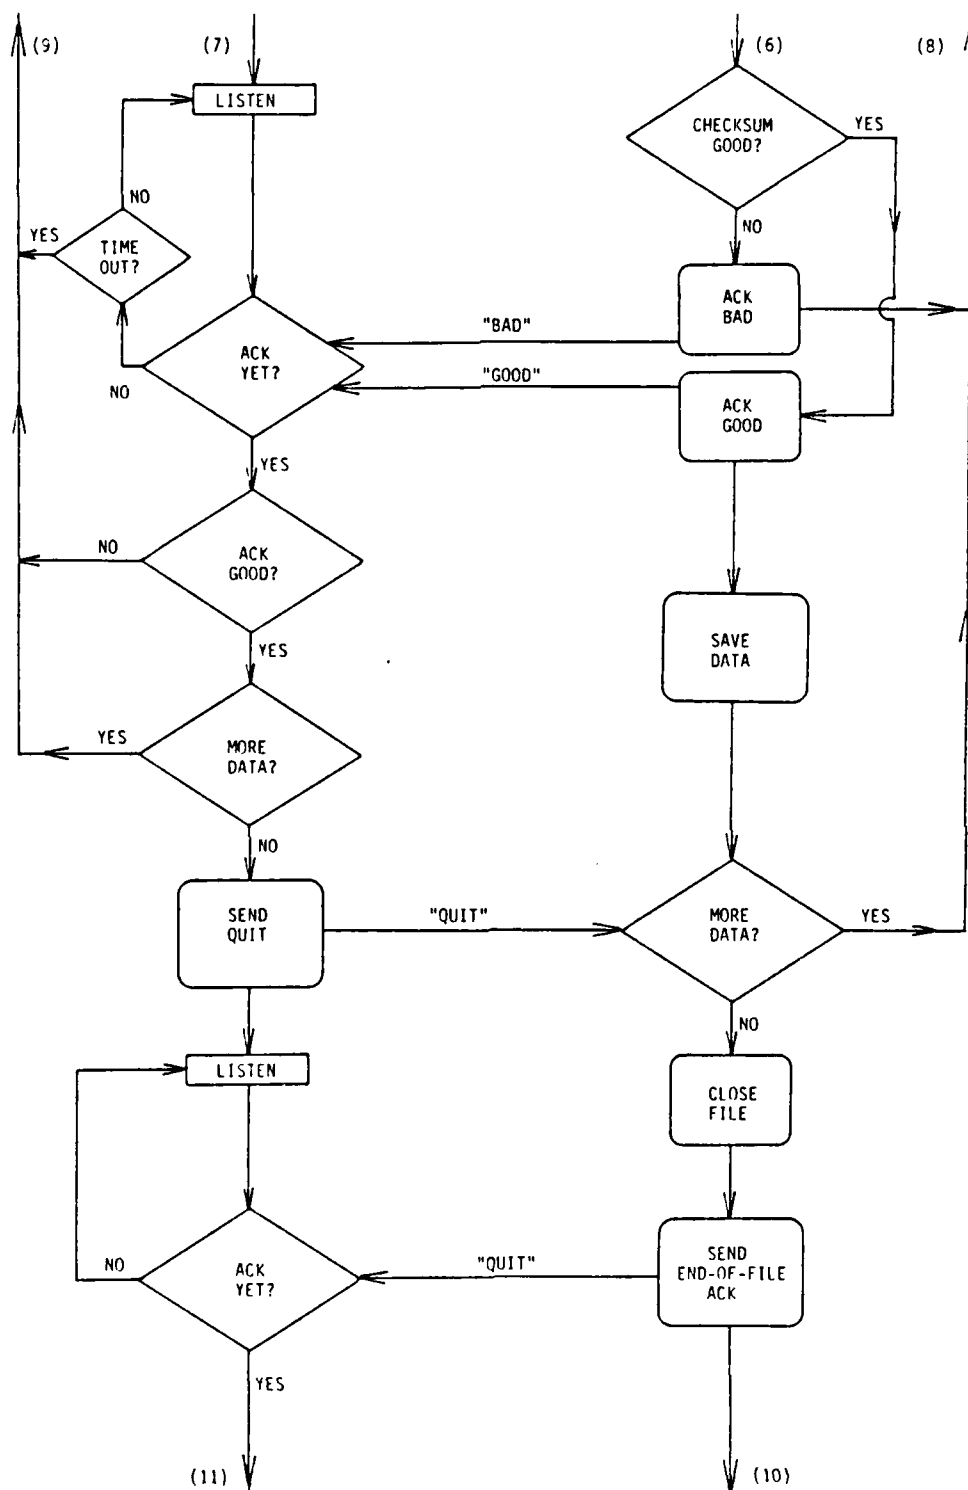 (9)
(7)
(6)
(8)
LISTEN
CHECKSUM
GOOD?
YES
NO
NO
YES
TIME
OUT?
ACK
BAD
"BAD"
ACK
YET?
NO
"GOOD"
ACK
GOOD
YES
NO
ACK
GOOD?
YES
SAVE
DATA
YES
MORE
DATA?
NO
SEND
QUIT
"QUIT"
MORE
DATA?
YES
NO
LISTEN
CLOSE
FILE
NO
ACK
YET?
"QUIT"
SEND
END-OF-FILE
ACK
YES
(11)
(10)